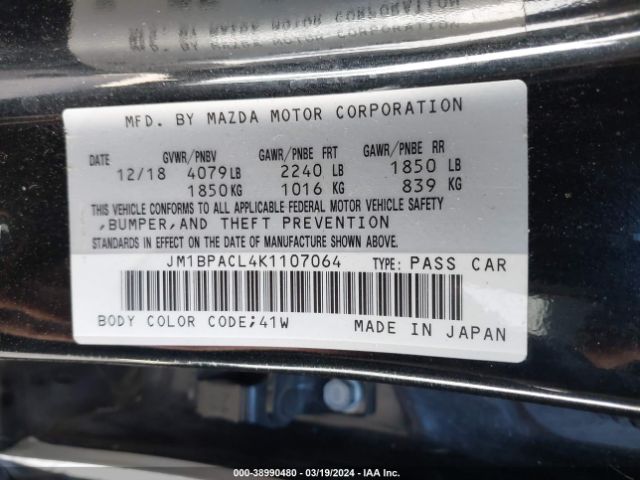 MFD. BY MAZDA MOTOR CORPORATION
DATE GVWR/PNBV GAWR/PNBE FRT GAWR/PNBE RR
12/18 4079LB 2240 LB 1850 LB
1850KG 1016 KG 839 KG
THIS VEHICLE CONFORMS TO ALL APPLICABLE FEDERAL MOTOR VEHICLE SAFETY
,BUMPER,AND THEFT PREVENTION
STANDARDS IN EFFECT ON THE DATE OF MANUFACTURE SHOWN ABOVE.
JM1BPACL4K1107064 TYPE: PASS CAR
BODY COLOR CODE;41W MADE IN JAPAN
000-38990480 - 03/19/2024 - IAA Inc.